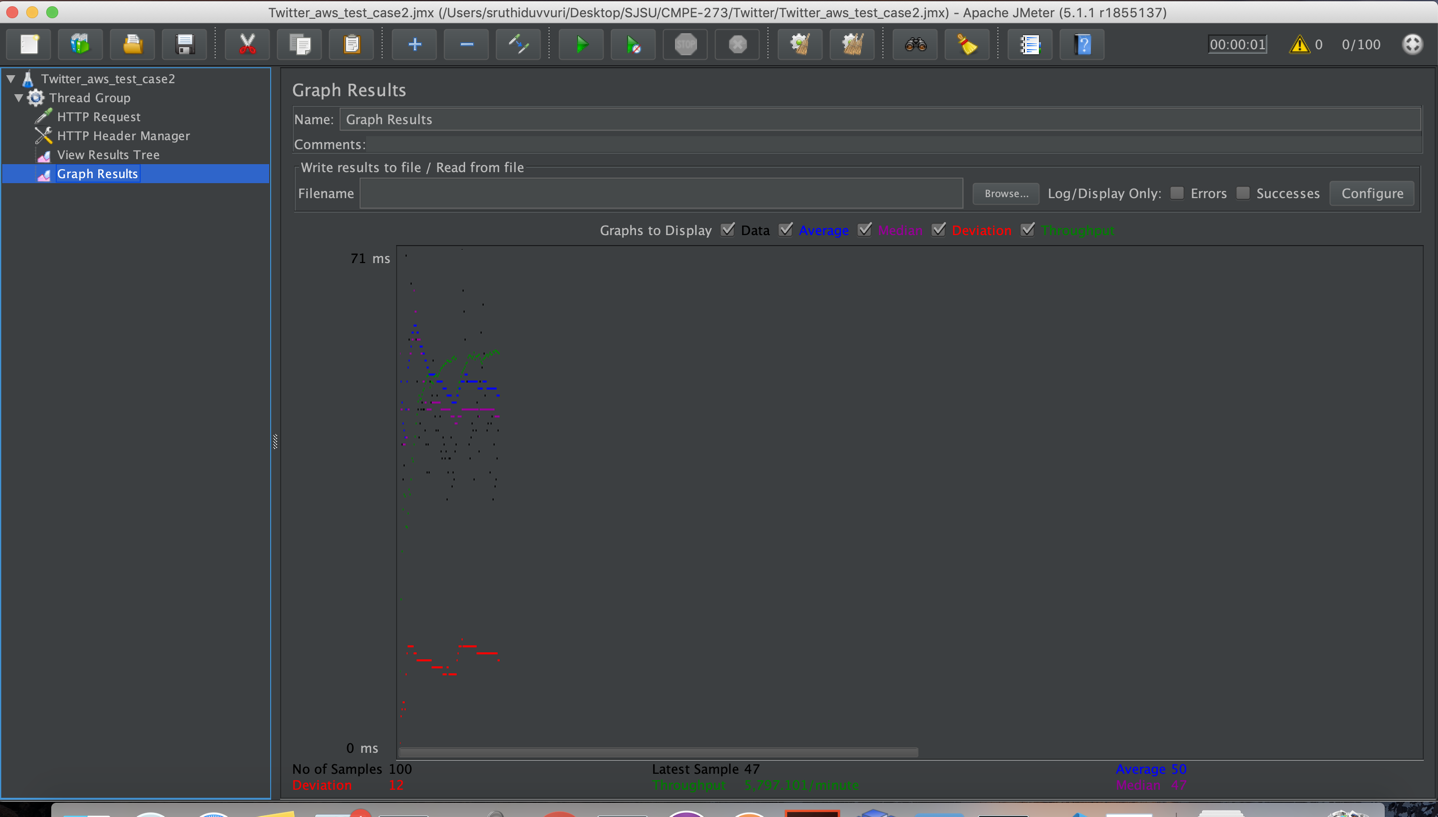 Twitter_aws_test_case2.jmx (/Users/sruthiduvvuri/Desktop/SJSU/CMPE-273/Twitter/Twitter_aws_test_case2.jmx) - Apache JMeter (5.1.1 r1855137)
STOP
00:00:01 0 0/100
Twitter_aws_test_case2
Thread Group
HTTP Request
HTTP Header Manager
View Results Tree
Graph Results
Graph Results
Name: Graph Results
Comments:
Write results to file / Read from file
Filename Browse... Log/Display Only: Errors Successes Configure
Graphs to Display Data Average Median Deviation Throughput
71 ms
0 ms
No of Samples 100 Latest Sample 47 Average 50
Deviation 12 Throughput 5,797.101/minute Median 47